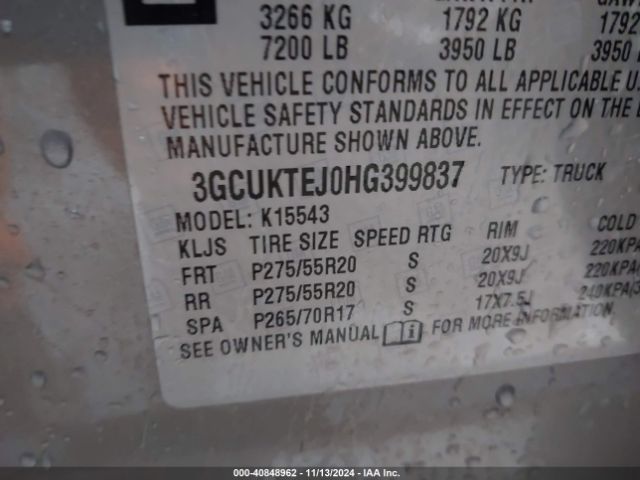 3266 KG 1792 KG 1792
7200 LB 3950 LB 3950
THIS VEHICLE CONFORMS TO ALL APPLICABLE U.
VEHICLE SAFETY STANDARDS IN EFFECT ON THE
MANUFACTURE SHOWN ABOVE.
3GCUKTEJ0HG399837 TYPE: TRUCK
MODEL: K15543
KLJS TIRE SIZE SPEED RTG RIM COLD
FRT P275/55R20 S 20X9J 220KPA
RR P275/55R20 S 20X9J 220KPA/
SPA P265/70R17 S 17X7.5J 240KPA/3
SEE OWNER'S MANUAL FOR MORE INFORMATION.
000-40848962 - 11/13/2024 - IAA Inc. Copyright